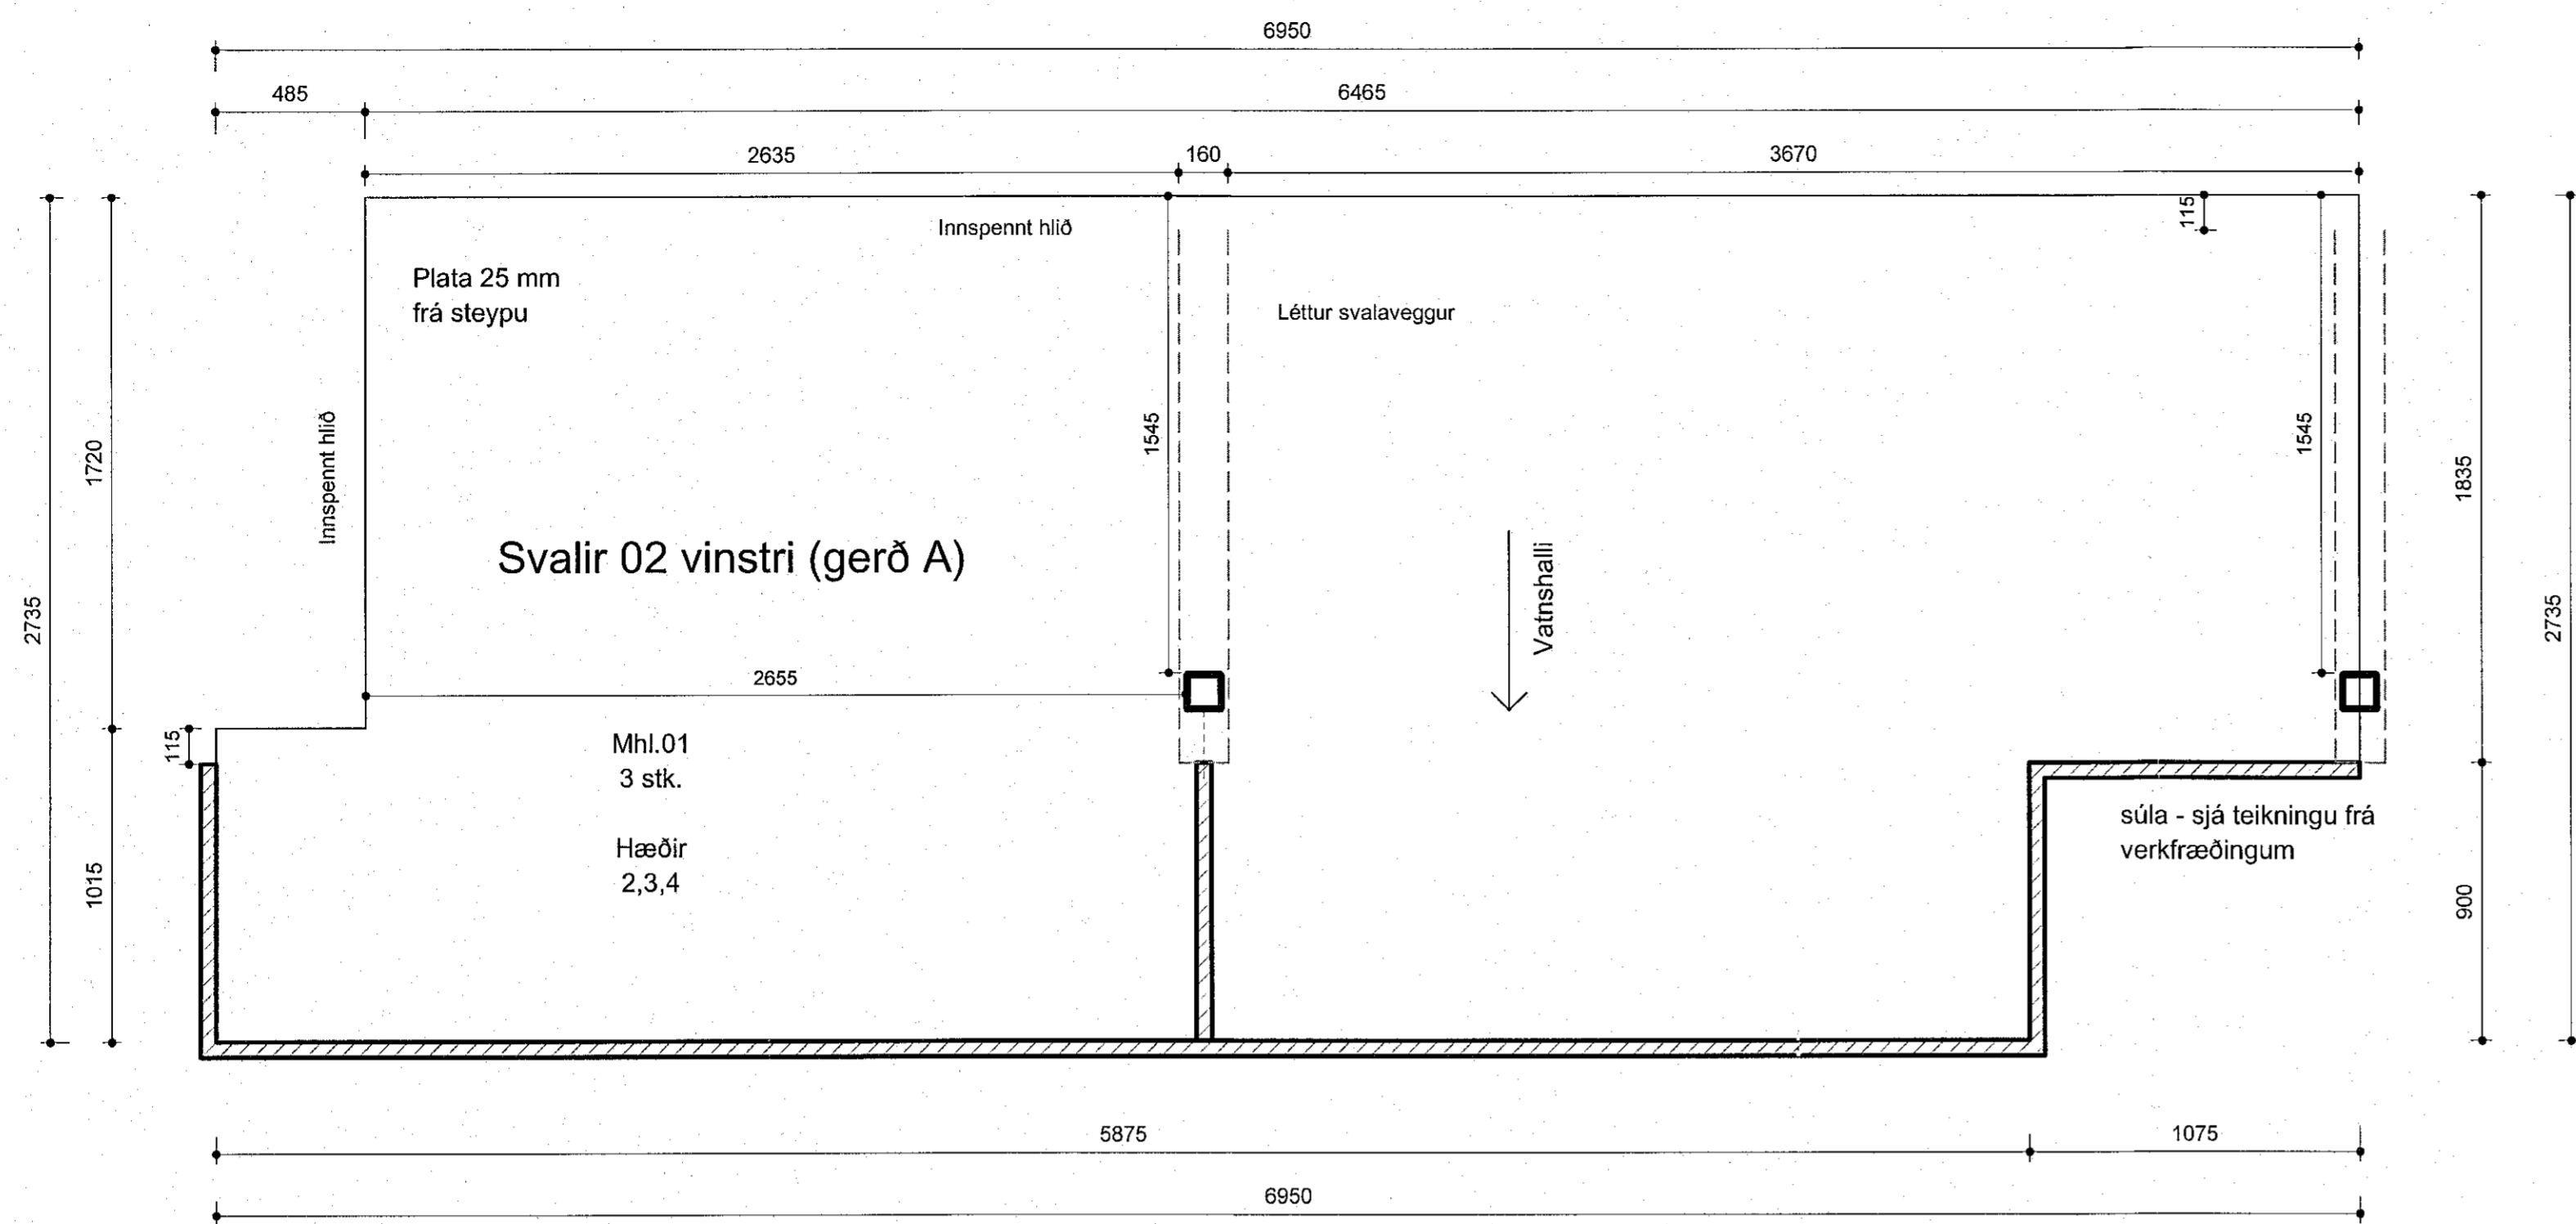 6950
485
6465
2635
160
3670
Innspennt hlið
115
Plata 25 mm
frá steypu
Léttur svalaveggur
Innspennt hlið
1720
2735
1545
1545
1835
2735
Svalir 02 vinstri (gerð A)
Vatnshalli
2655
115
Mhl.01
3 stk.
Hæðir
2,3,4
súla - sjá teikningu frá
verkfræðingum
1015
900
5875
1075
6950